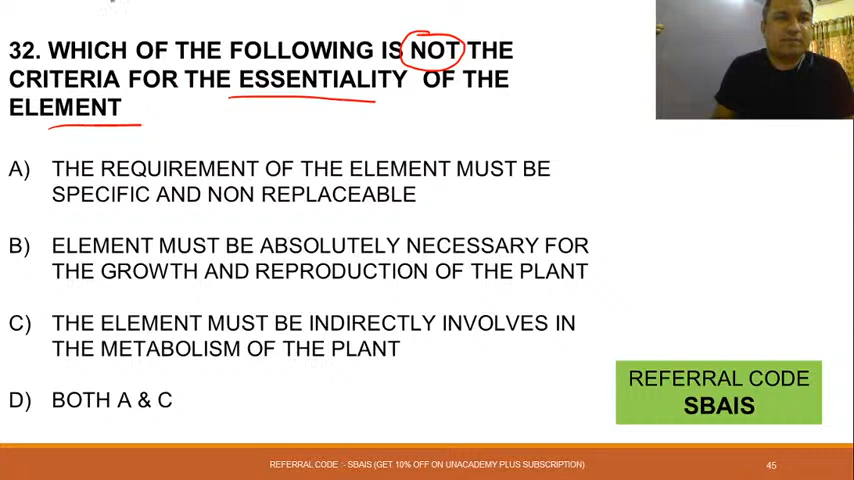 32. WHICH OF THE FOLLOWING IS NOT THE
CRITERIA FOR THE ESSENTIALITY OF THE
ELEMENT
A) THE REQUIREMENT OF THE ELEMENT MUST BE
SPECIFIC AND NON REPLACEABLE
B) ELEMENT MUST BE ABSOLUTELY NECESSARY FOR
THE GROWTH AND REPRODUCTION OF THE PLANT
C) THE ELEMENT MUST BE INDIRECTLY INVOLVES IN
THE METABOLISM OF THE PLANT
D) BOTH A & C
REFERRAL CODE
SBAIS
REFERRAL CODE :- SBAIS (GET 10% OFF ON UNACADEMY PLUS SUBSCRIPTION)
45